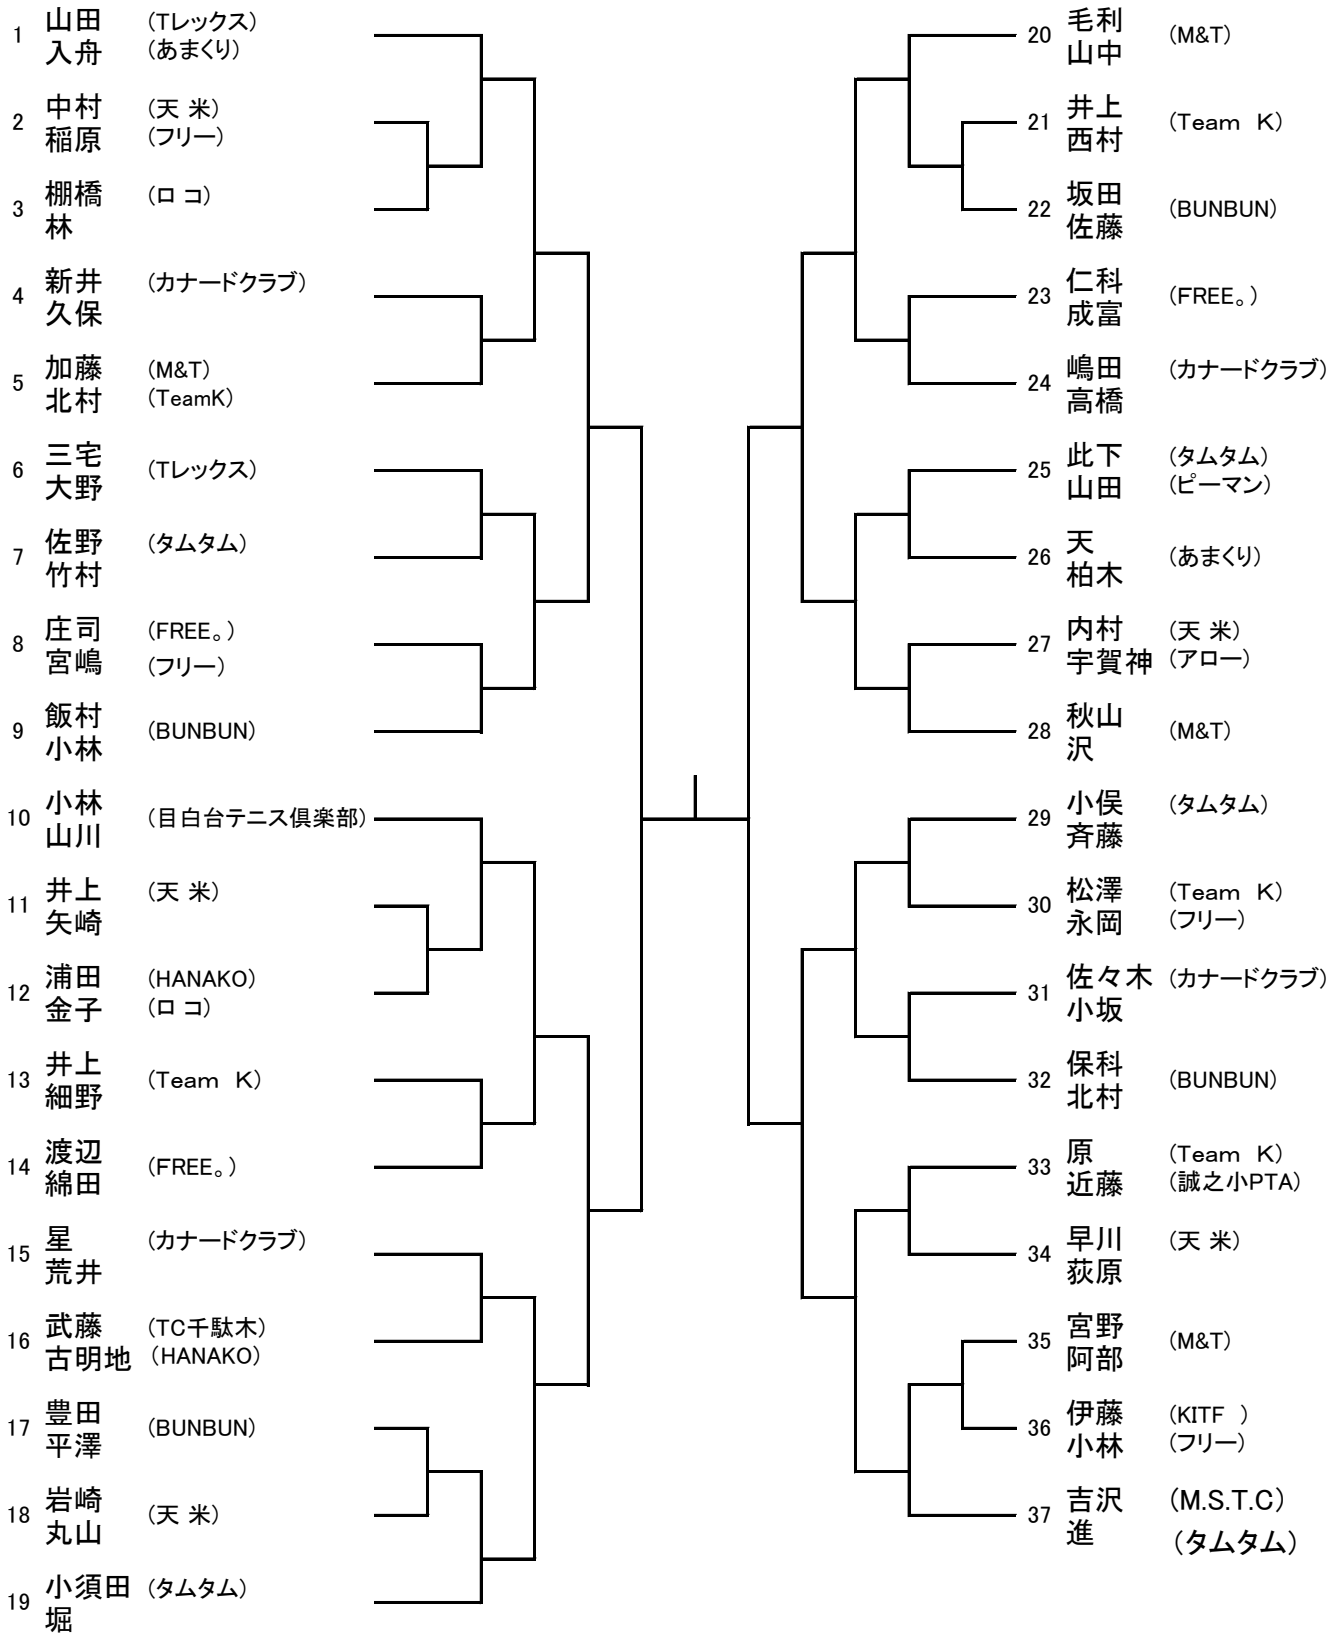 1 山田 (Tレックス)
入舟 (あまくり)
2 中村 (天 米)
稲原 (フリー)
3 棚橋 (ロ コ)
林
4 新井 (カナードクラブ)
久保
5 加藤 (M&T)
北村 (TeamK)
6 三宅 (Tレックス)
大野
7 佐野 (タムタム)
竹村
8 庄司 (FREE。)
宮嶋 (フリー)
9 飯村 (BUNBUN)
小林
10 小林 (目白台テニス倶楽部)
山川
11 井上 (天 米)
矢崎
12 浦田 (HANAKO)
金子 (ロ コ)
13 井上 (Team K)
細野
14 渡辺 (FREE。)
綿田
15 星 (カナードクラブ)
荒井
16 武藤 (TC千駄木)
古明地 (HANAKO)
17 豊田 (BUNBUN)
平澤
18 岩崎 (天 米)
丸山
19 小須田 (タムタム)
堀
20 毛利 (M&T)
山中
21 井上 (Team K)
西村
22 坂田 (BUNBUN)
佐藤
23 仁科 (FREE。)
成富
24 嶋田 (カナードクラブ)
高橋
25 此下 (タムタム)
山田 (ピーマン)
26 天 (あまくり)
柏木
27 内村 (天 米)
宇賀神 (アロー)
28 秋山 (M&T)
沢
29 小俣 (タムタム)
斉藤
30 松澤 (Team K)
永岡 (フリー)
31 佐々木 (カナードクラブ)
小坂
32 保科 (BUNBUN)
北村
33 原 (Team K)
近藤 (誠之小PTA)
34 早川 (天 米)
荻原
35 宮野 (M&T)
阿部
36 伊藤 (KITF )
小林 (フリー)
37 吉沢 (M.S.T.C)
進 (タムタム)